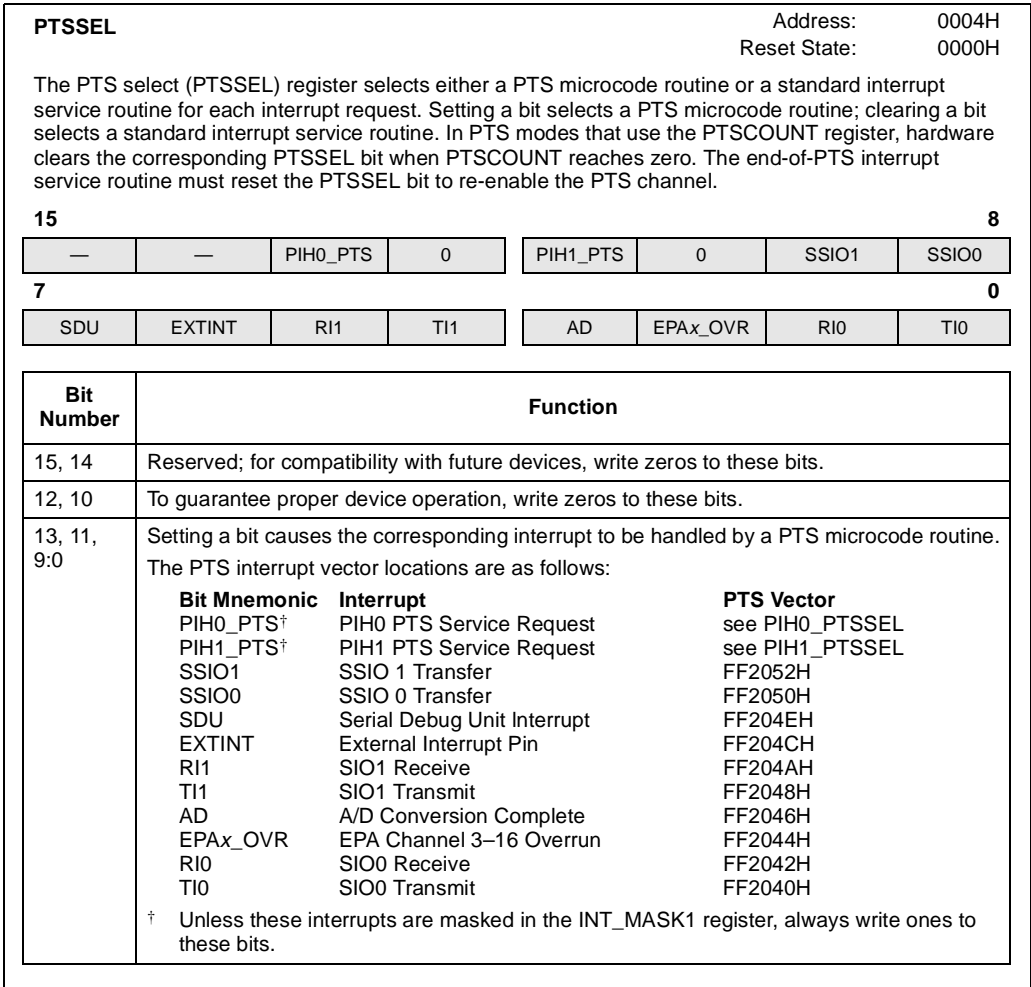 PTSSEL Address: 0004H
Reset State: 0000H
The PTS select (PTSSEL) register selects either a PTS microcode routine or a standard interrupt
service routine for each interrupt request. Setting a bit selects a PTS microcode routine; clearing a bit
selects a standard interrupt service routine. In PTS modes that use the PTSCOUNT register, hardware
clears the corresponding PTSSEL bit when PTSCOUNT reaches zero. The end-of-PTS interrupt
service routine must reset the PTSSEL bit to re-enable the PTS channel.
15 8
— — PIH0_PTS 0 PIH1_PTS 0 SSIO1 SSIO0
7 0
SDU EXTINT RI1 TI1 AD EPAx_OVR RI0 TI0
Bit
Number Function
15, 14 Reserved; for compatibility with future devices, write zeros to these bits.
12, 10 To guarantee proper device operation, write zeros to these bits.
13, 11, Setting a bit causes the corresponding interrupt to be handled by a PTS microcode routine.
9:0 The PTS interrupt vector locations are as follows:
Bit Mnemonic Interrupt PTS Vector
PIH0_PTS† PIH0 PTS Service Request see PIH0_PTSSEL
PIH1_PTS† PIH1 PTS Service Request see PIH1_PTSSEL
SSIO1 SSIO 1 Transfer FF2052H
SSIO0 SSIO 0 Transfer FF2050H
SDU Serial Debug Unit Interrupt FF204EH
EXTINT External Interrupt Pin FF204CH
RI1 SIO1 Receive FF204AH
TI1 SIO1 Transmit FF2048H
AD A/D Conversion Complete FF2046H
EPAx_OVR EPA Channel 3–16 Overrun FF2044H
RI0 SIO0 Receive FF2042H
TI0 SIO0 Transmit FF2040H
† Unless these interrupts are masked in the INT_MASK1 register, always write ones to
these bits.